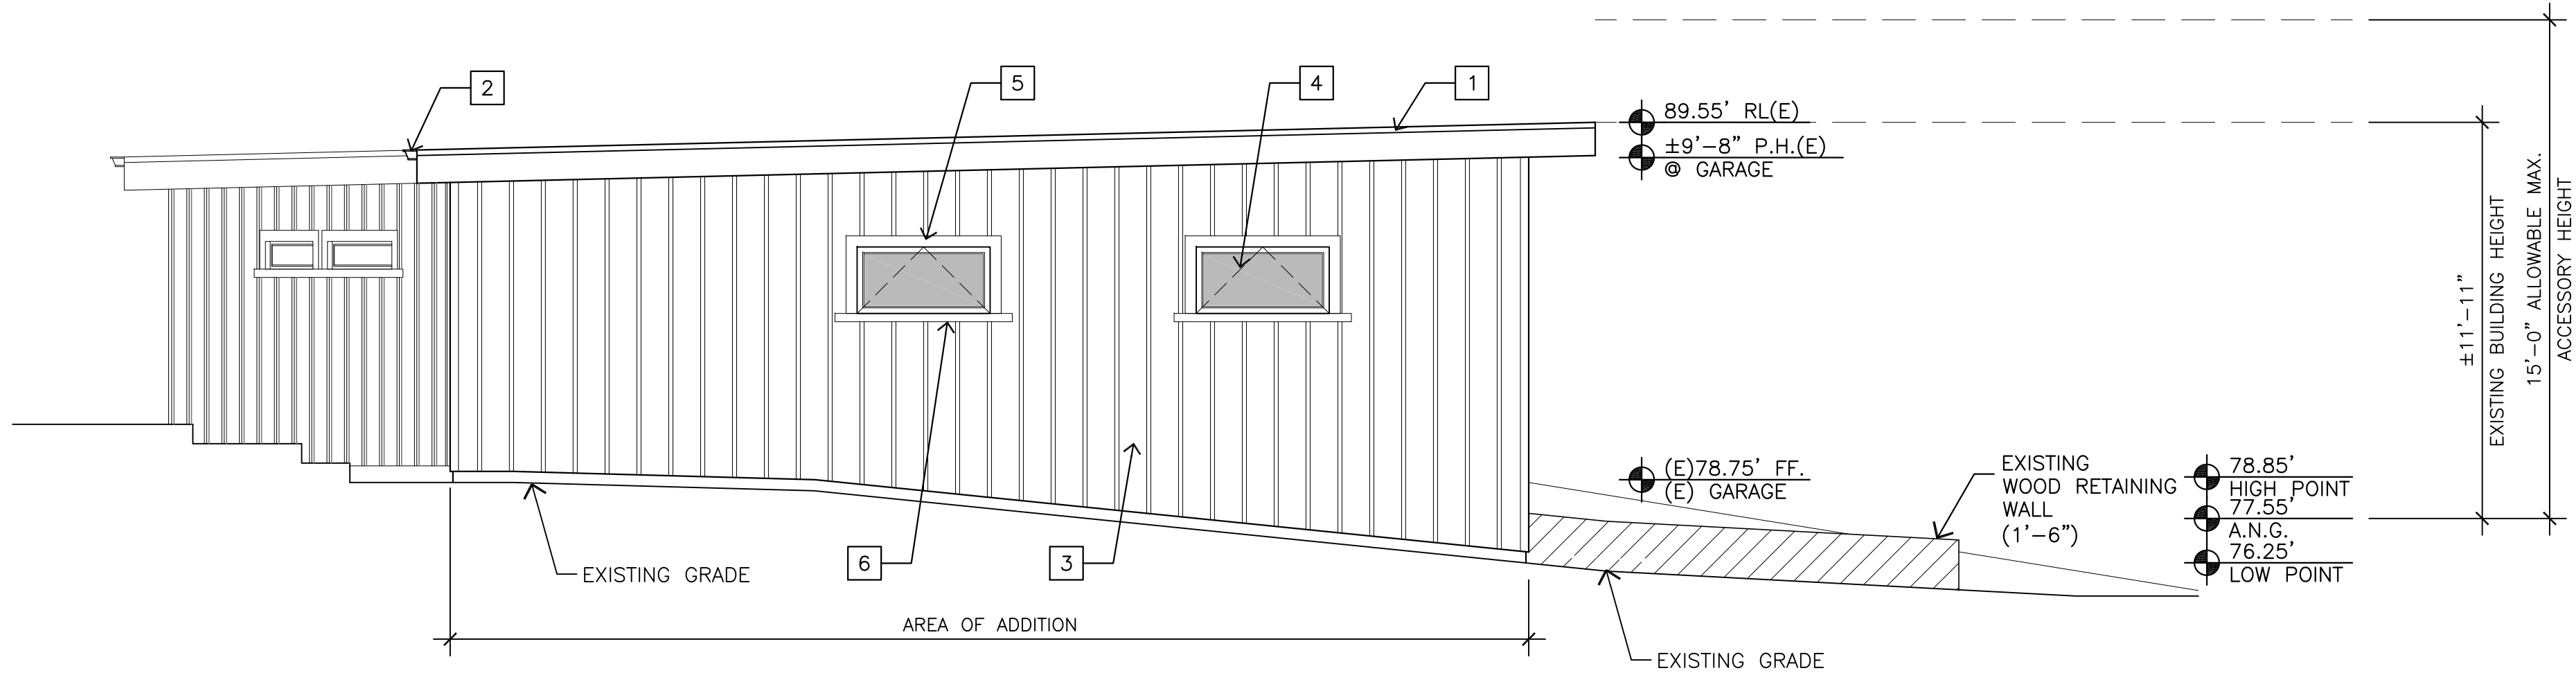 2
5
4
1
89.55' RL(E)
±9'-8" P.H.(E)
@ GARAGE
(E)78.75' FF.
(E) GARAGE
EXISTING
WOOD RETAINING
WALL
(1'-6")
78.85'
HIGH POINT
77.55'
A.N.G.
76.25'
LOW POINT
±11'-11"
EXISTING BUILDING HEIGHT
15'-0" ALLOWABLE MAX.
ACCESSORY HEIGHT
6
3
EXISTING GRADE
AREA OF ADDITION
EXISTING GRADE